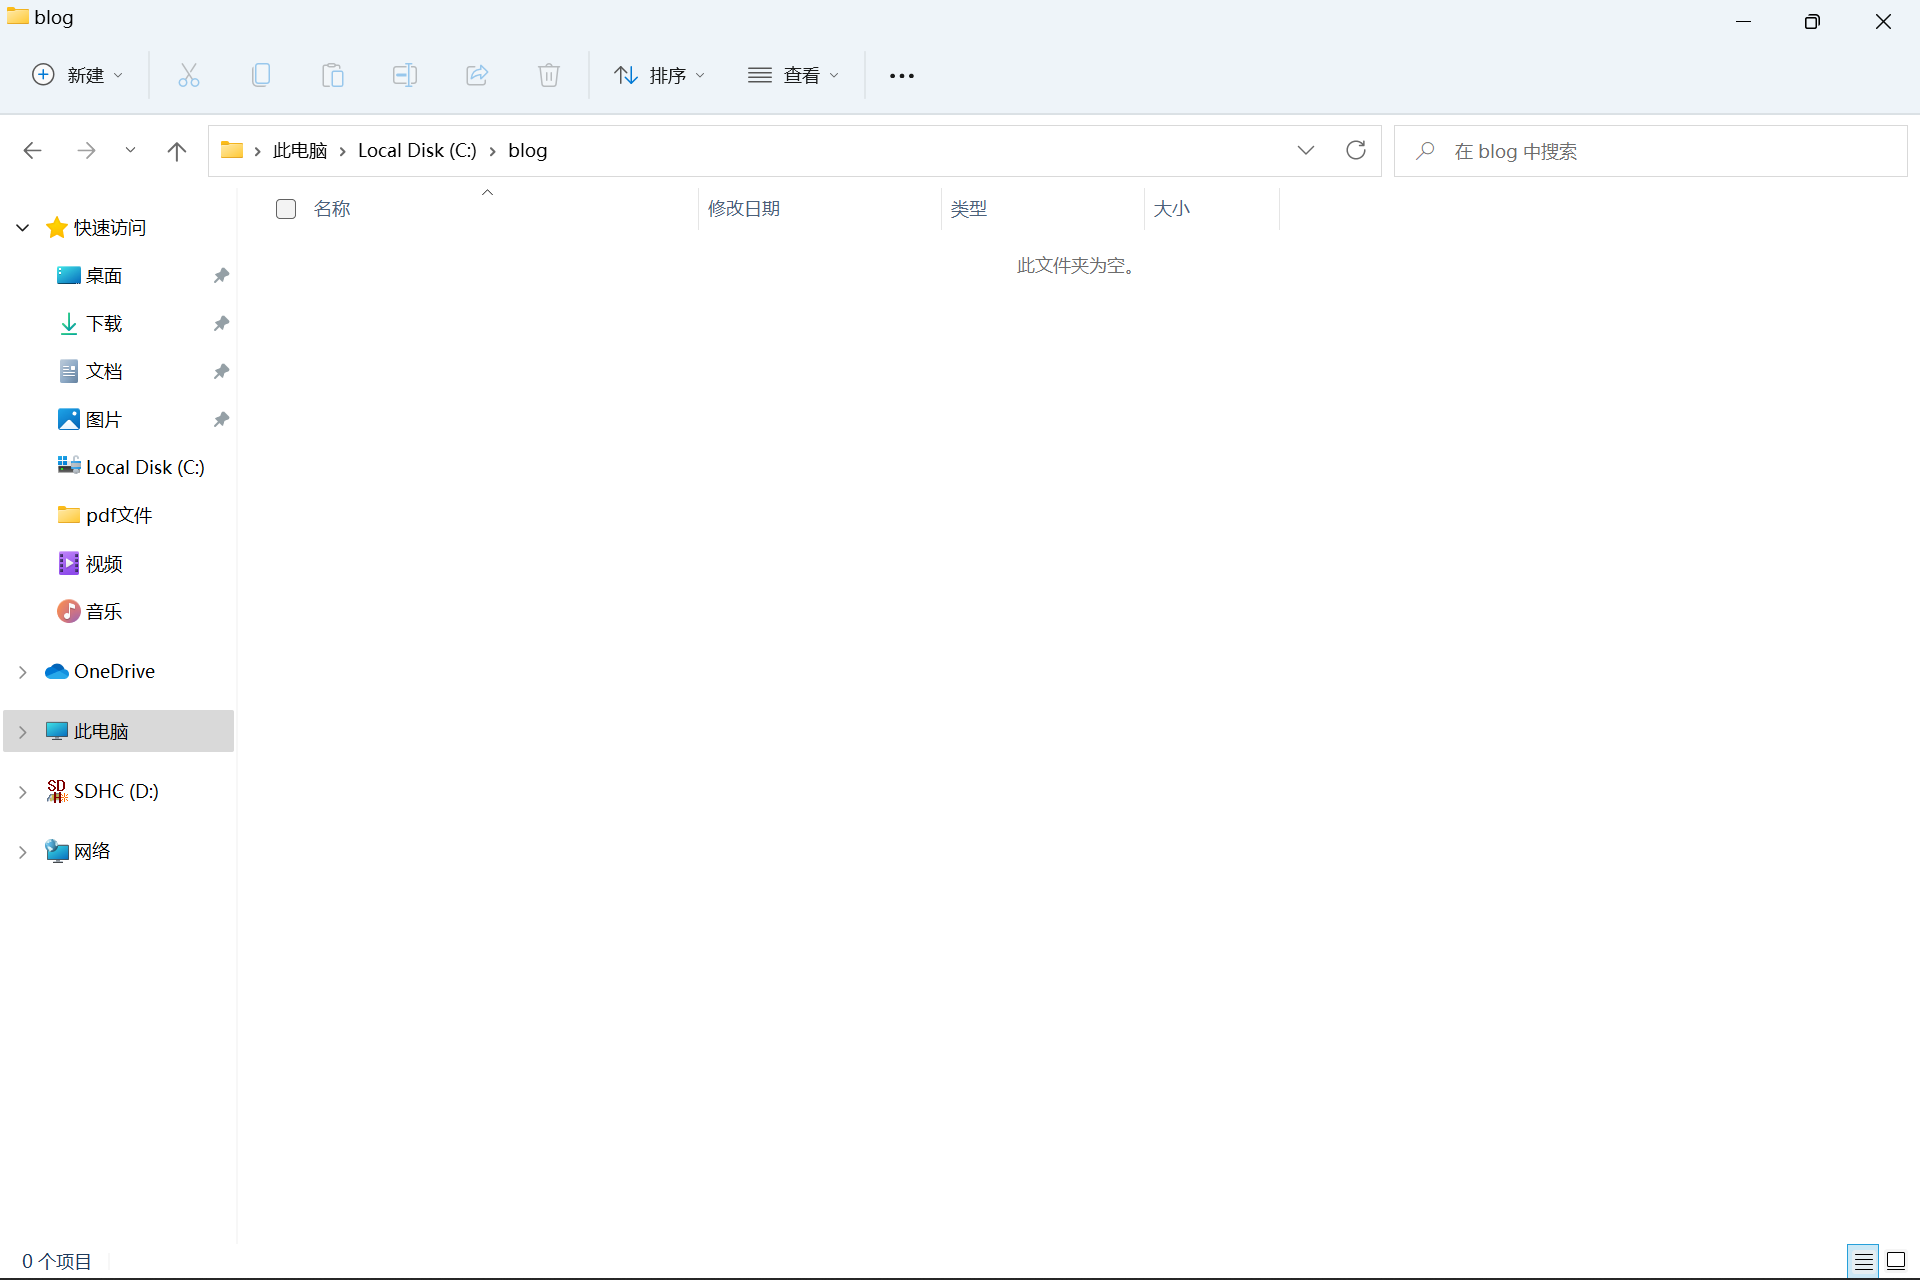 blog
新建
排序
查看
此电脑
Local Disk (C:)
blog
在 blog 中搜索
名称
修改日期
类型
大小
此文件夹为空。
快速访问
桌面
下载
文档
图片
Local Disk (C:)
pdf文件
视频
音乐
OneDrive
此电脑
SDHC (D:)
网络
0 个项目